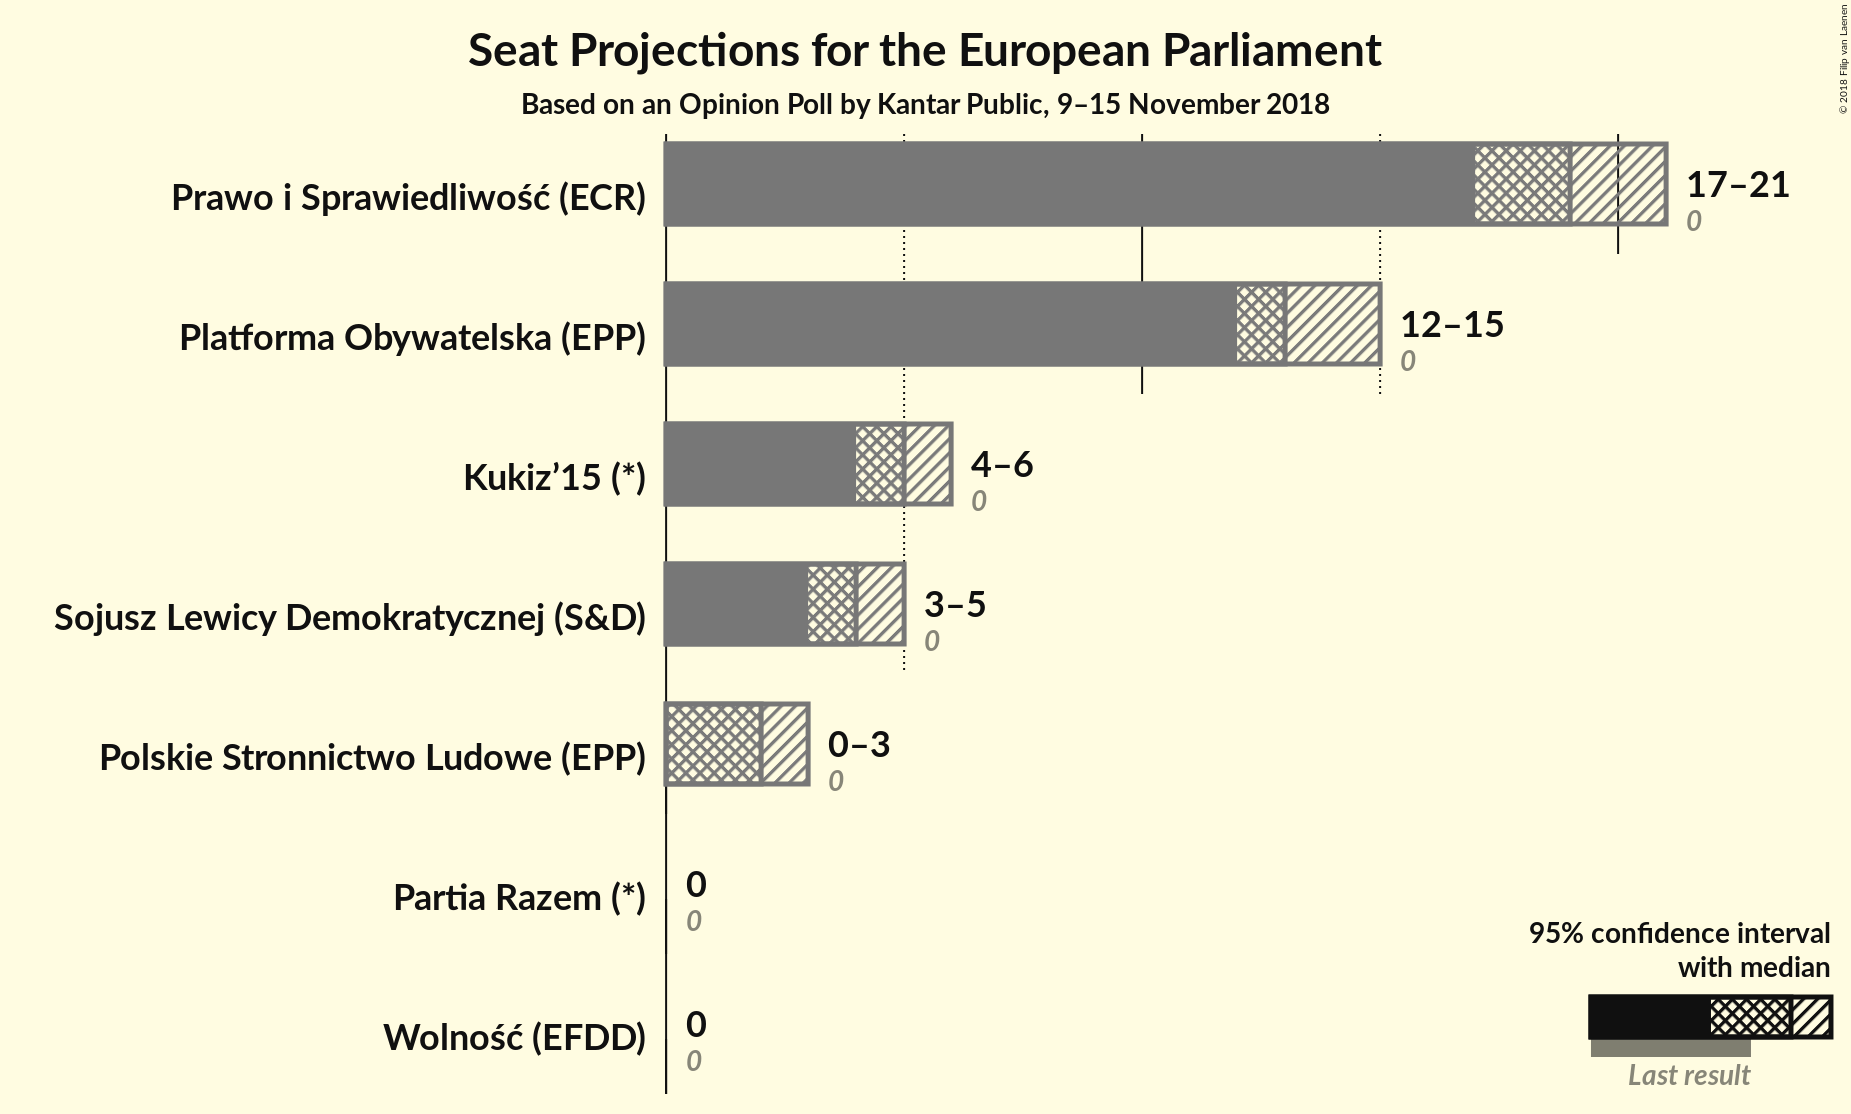 Seat Projections for the European Parliament
Based on an Opinion Poll by Kantar Public, 9–15 November 2018
© 2018 Filip van Laenen
Prawo i Sprawiedliwość (ECR)
17–21
0
Platforma Obywatelska (EPP)
12–15
0
Kukiz’15 (*)
4–6
0
Sojusz Lewicy Demokratycznej (S&D)
3–5
0
Polskie Stronnictwo Ludowe (EPP)
0–3
0
Partia Razem (*)
0
0
Wolność (EFDD)
0
0
95% confidence interval
with median
Last result